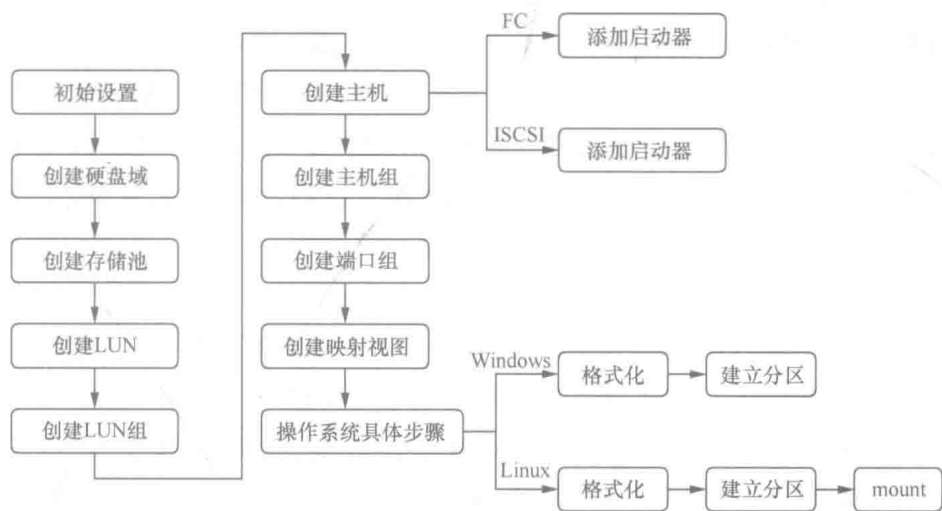 初始设置
创建硬盘域
创建存储池
创建LUN
创建LUN组
创建主机
FC
添加启动器
ISCSI
添加启动器
创建主机组
创建端口组
创建映射视图
操作系统具体步骤
Windows
格式化
建立分区
Linux
格式化
建立分区
mount